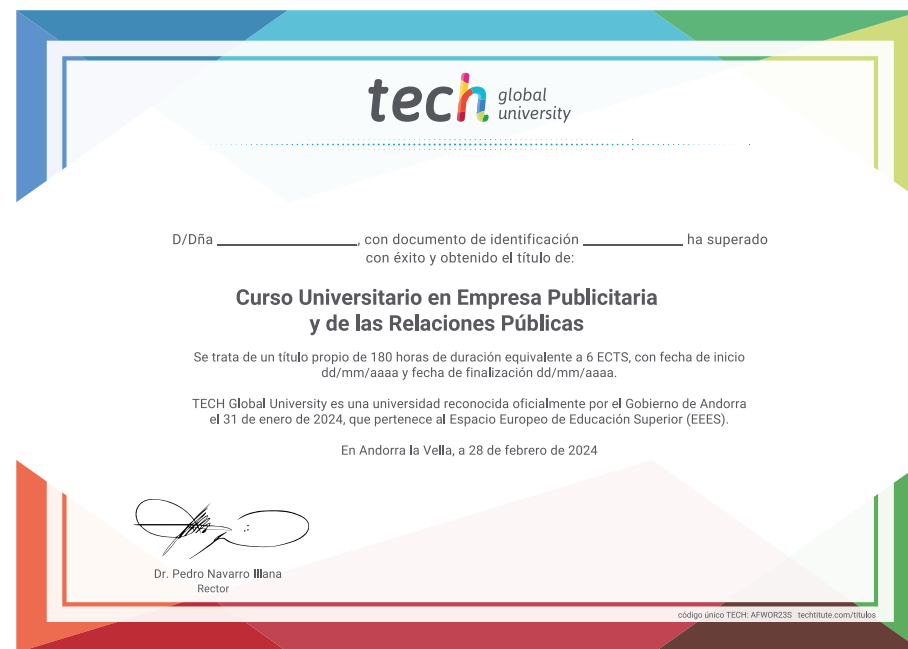 tech global university
D/Dña ____________, con documento de identificación ____________ ha superado
con éxito y obtenido el título de:
Curso Universitario en Empresa Publicitaria
y de las Relaciones Públicas
Se trata de un título propio de 180 horas de duración equivalente a 6 ECTS, con fecha de inicio
dd/mm/aaaa y fecha de finalización dd/mm/aaaa.
TECH Global University es una universidad reconocida oficialmente por el Gobierno de Andorra
el 31 de enero de 2024, que pertenece al Espacio Europeo de Educación Superior (EEES).
En Andorra la Vella, a 28 de febrero de 2024
Dr. Pedro Navarro Illana
Rector
código único TECH: AFWOR23S techtitute.com/titulos